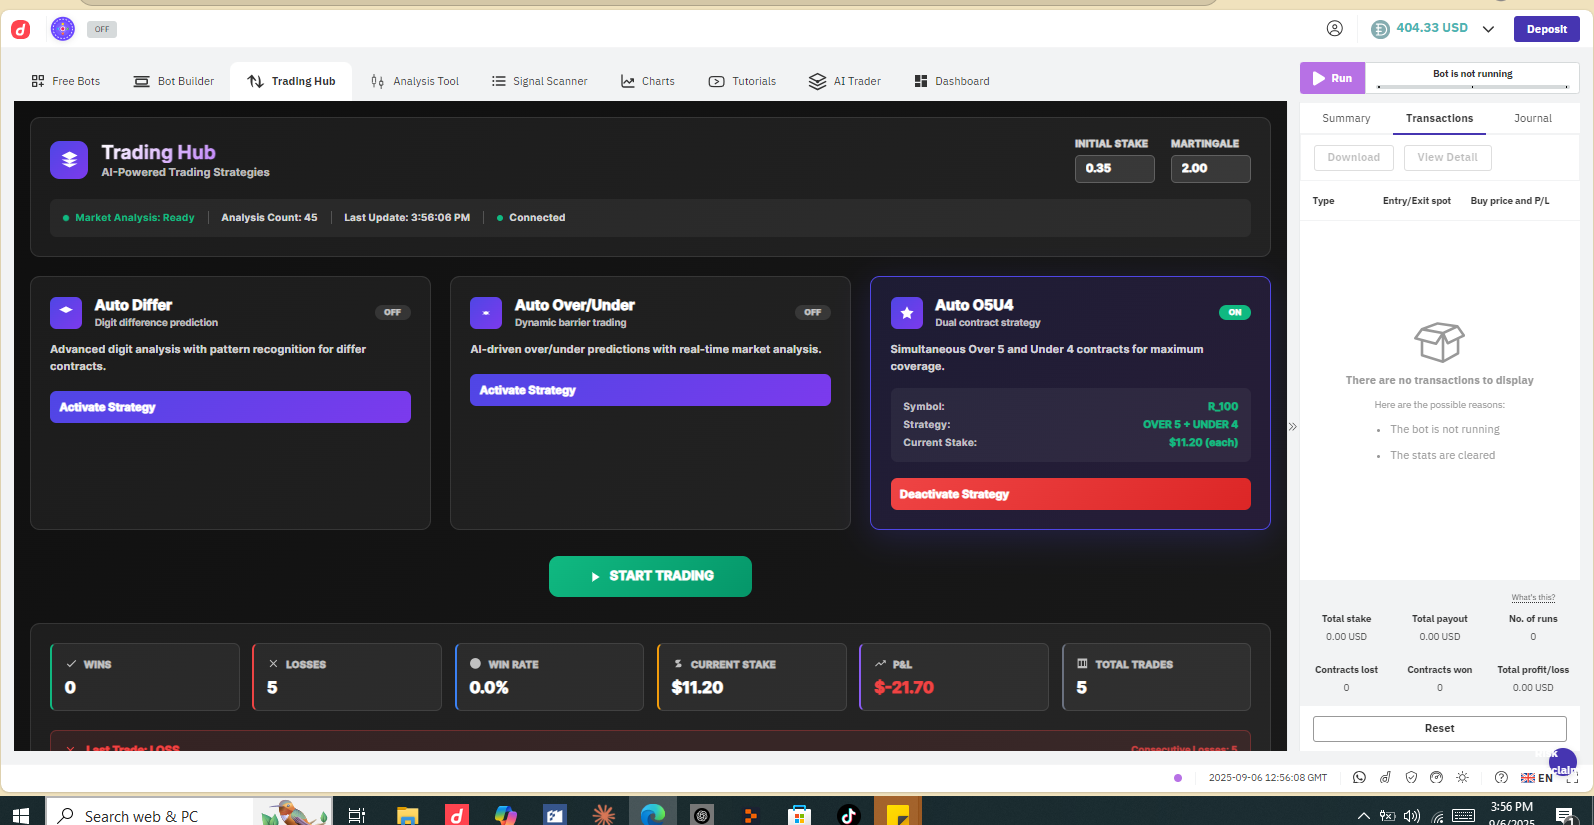 OFF
404.33 USD
Deposit
Free Bots
Bot Builder
Trading Hub
Analysis Tool
Signal Scanner
Charts
Tutorials
AI Trader
Dashboard
Run
Bot is not running
Trading Hub
AI-Powered Trading Strategies
INITIAL STAKE
MARTINGALE
0.35
2.00
Market Analysis: Ready
Analysis Count: 45
Last Update: 3:56:06 PM
Connected
Auto Differ
Digit difference prediction
OFF
Advanced digit analysis with pattern recognition for differ
contracts.
Activate Strategy
Auto Over/Under
Dynamic barrier trading
OFF
AI-driven over/under predictions with real-time market analysis.
Activate Strategy
Auto O5U4
Dual contract strategy
ON
Simultaneous Over 5 and Under 4 contracts for maximum
coverage.
Symbol: R_100
Strategy: OVER 5 + UNDER 4
Current Stake: $11.20 (each)
Deactivate Strategy
START TRADING
WINS
0
LOSSES
5
WIN RATE
0.0%
CURRENT STAKE
$11.20
P&L
$-21.70
TOTAL TRADES
5
Last Trade: LOSS
Consecutive Losses: 5
Summary
Transactions
Journal
Download
View Detail
Type
Entry/Exit spot
Buy price and P/L
There are no transactions to display
Here are the possible reasons:
The bot is not running
The stats are cleared
What's this?
Total stake
0.00 USD
Total payout
0.00 USD
No. of runs
0
Contracts lost
0
Contracts won
0
Total profit/loss
0.00 USD
Reset
2025-09-06 12:56:08 GMT
EN
Search web & PC
3:56 PM
9/6/2025